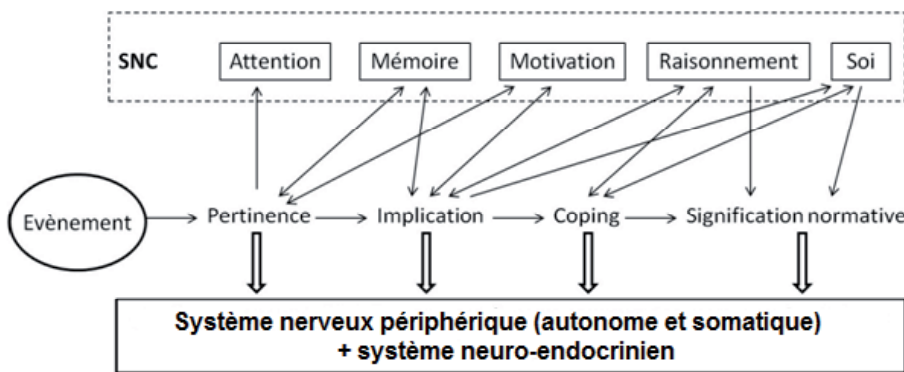 SNC Attention Mémoire Motivation Raisonnement Soi
Evènement Pertinence Implication Coping Signification normative
Système nerveux périphérique (autonome et somatique)
+ système neuro-endocrinien